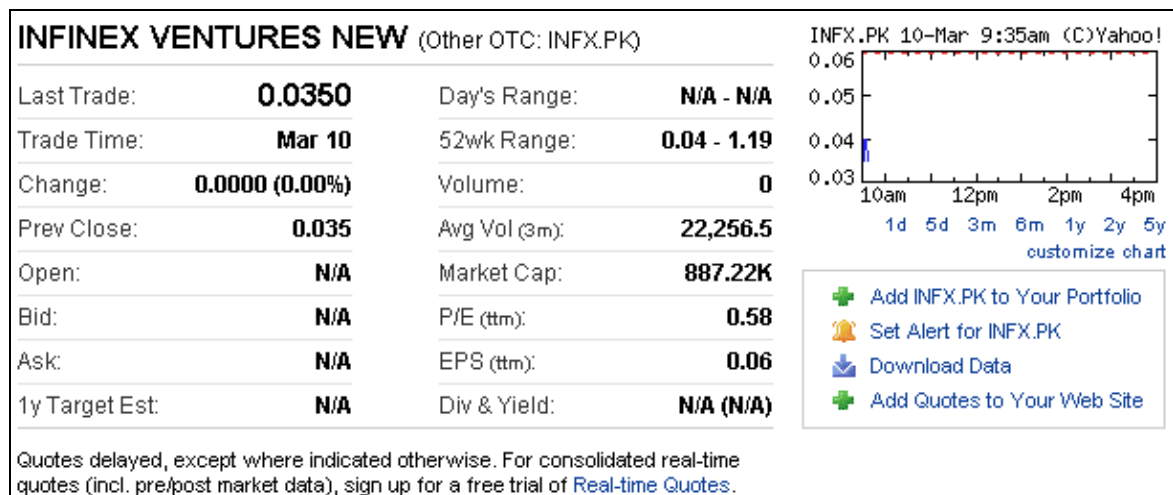 INFINEX VENTURES NEW (Other OTC: INFX.PK)
Last Trade: 0.0350
Trade Time: Mar 10
Change: 0.0000 (0.00%)
Prev Close: 0.035
Open: N/A
Bid: N/A
Ask: N/A
1y Target Est: N/A
Day's Range: N/A - N/A
52wk Range: 0.04 - 1.19
Volume: 0
Avg Vol (3m): 22,256.5
Market Cap: 887.22K
P/E (ttm): 0.58
EPS (ttm): 0.06
Div & Yield: N/A (N/A)
Quotes delayed, except where indicated otherwise. For consolidated real-time
quotes (incl. pre/post market data), sign up for a free trial of Real-time Quotes.
INFX.PK 10-Mar 9:35am (C)Yahoo!
0.06
0.05
0.04
0.03
10am 12pm 2pm 4pm
1d 5d 3m 6m 1y 2y 5y
customize chart
Add INFX.PK to Your Portfolio
Set Alert for INFX.PK
Download Data
Add Quotes to Your Web Site